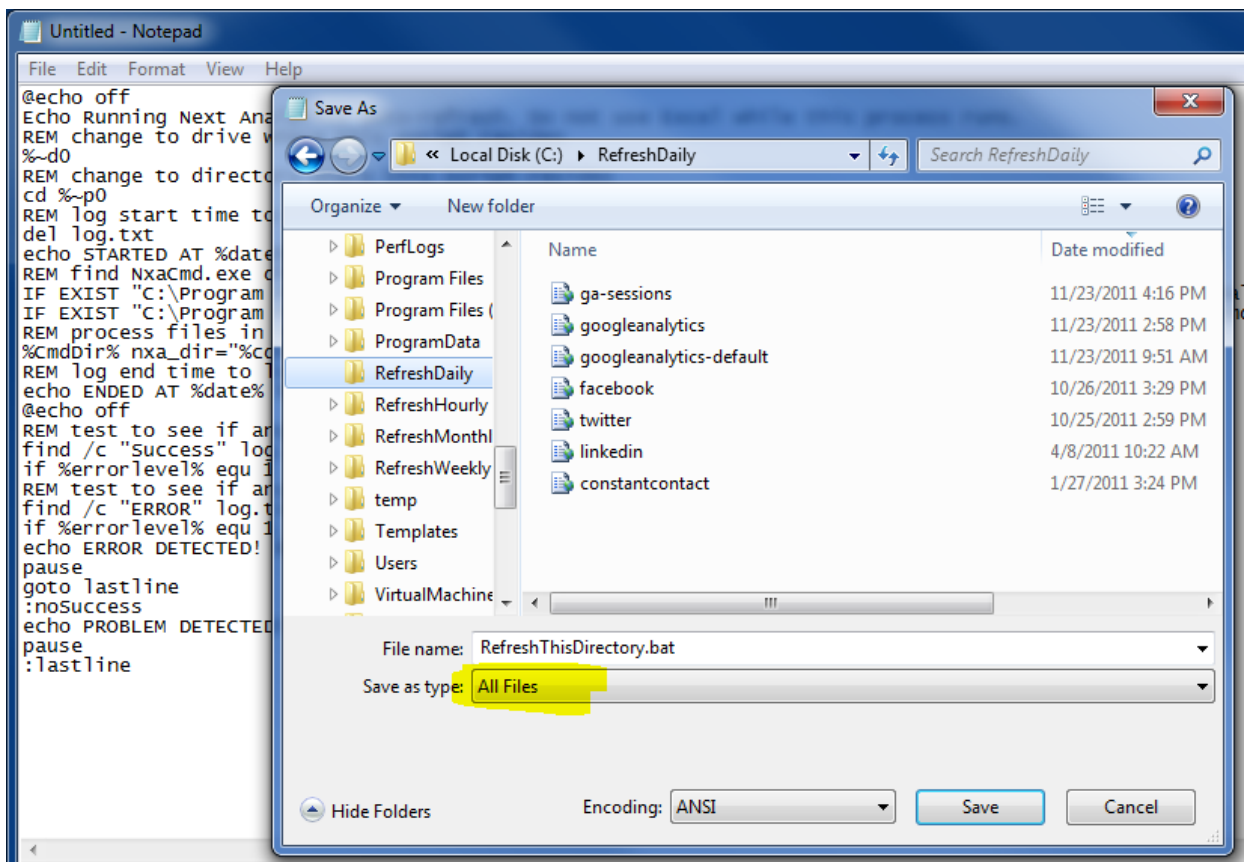 Untitled - Notepad
File Edit Format View Help
@echo off
Echo Running Next Ana
REM change to drive w
%~d0
REM change to directo
cd %~p0
REM log start time to
del log.txt
echo STARTED AT %date
REM find NxaCmd.exe
IF EXIST "C:\Program
IF EXIST "C:\Program
REM process files in
%CmdDir% nxa_dir="%cd
REM log end time to l
echo ENDED AT %date%
@echo off
REM test to see if an
find /c "Success" log
if %errorlevel% equ 1
REM test to see if an
find /c "ERROR" log.t
if %errorlevel% equ 1
echo ERROR DETECTED!
pause
goto lastline
:noSuccess
echo PROBLEM DETECTED
pause
:lastline
Save As
« Local Disk (C:) RefreshDaily
Search RefreshDaily
Organize New folder
PerfLogs
Program Files
Program Files (
ProgramData
RefreshDaily
RefreshHourly
RefreshMonthl
RefreshWeekly
temp
Templates
Users
VirtualMachine
Name Date modified
ga-sessions 11/23/2011 4:16 PM
googleanalytics 11/23/2011 2:58 PM
googleanalytics-default 11/23/2011 9:51 AM
facebook 10/26/2011 3:29 PM
twitter 10/25/2011 2:59 PM
linkedin 4/8/2011 10:22 AM
constantcontact 1/27/2011 3:24 PM
File name: RefreshThisDirectory.bat
Save as type: All Files
Hide Folders
Encoding: ANSI
Save Cancel